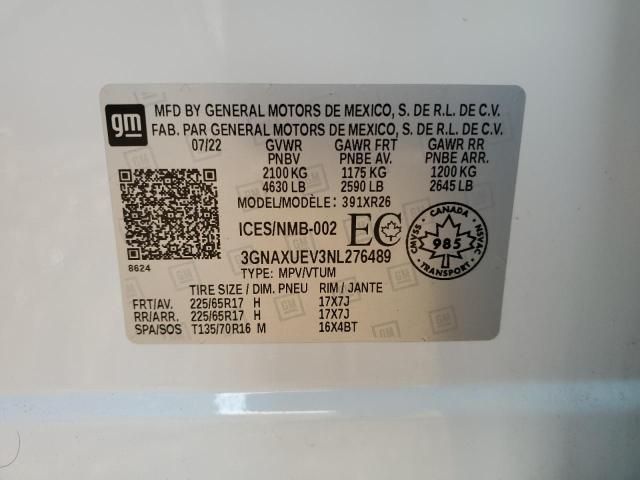 gm
MFD BY GENERAL MOTORS DE MEXICO, S. DE R.L. DE C.V.
FAB. PAR GENERAL MOTORS DE MEXICO, S. DE R.L. DE C.V.
07/22 GVWR GAWR FRT GAWR RR
PNBV PNBE AV. PNBE ARR.
2100 KG 1175 KG 1200 KG
4630 LB 2590 LB 2645 LB
MODEL/MODÈLE: 391XR26
ICES/NMB-002 EC
CANADA
CMVSS 985 NSVAC
TRANSPORT
3GNAXUEV3NL276489
8624
TYPE: MPV/VTUM
TIRE SIZE / DIM. PNEU RIM / JANTE
FRT/AV. 225/65R17 H 17X7J
RR/ARR. 225/65R17 H 17X7J
SPA/SOS T135/70R16 M 16X4BT